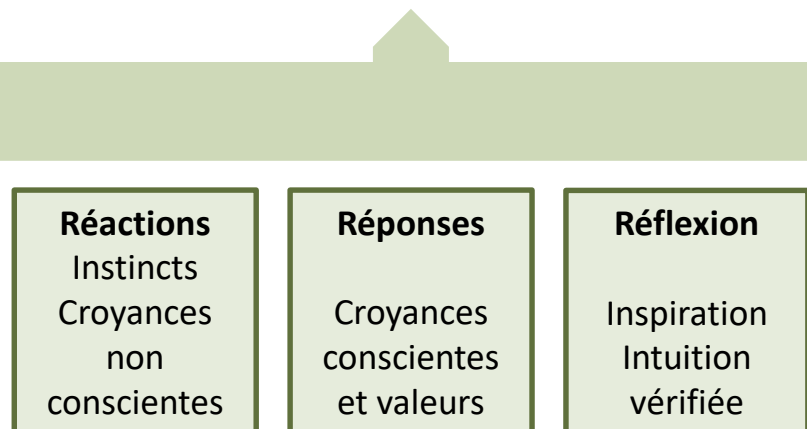 Réactions
Instincts
Croyances
non
conscientes
Réponses
Croyances
conscientes
et valeurs
Réflexion
Inspiration
Intuition
vérifiée